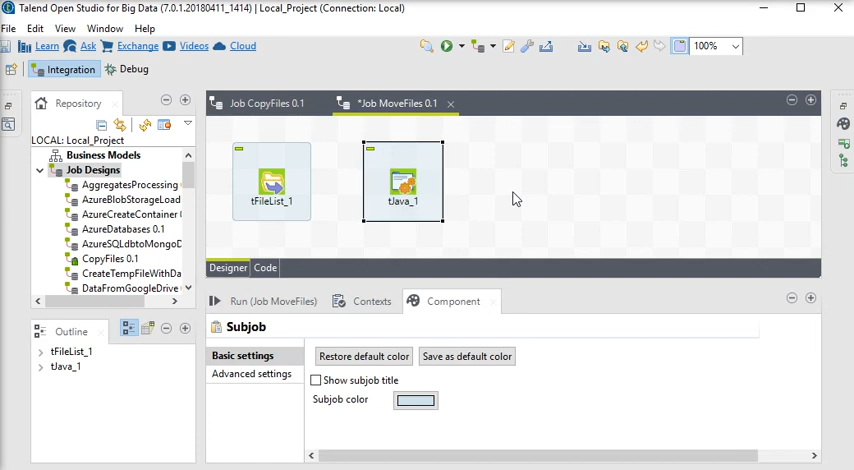 Talend Open Studio for Big Data (7.0.1.20180411_1414) | Local_Project (Connection: Local)
File Edit View Window Help
Learn Ask Exchange Videos Cloud 100%
Integration Debug
Repository
LOCAL: Local_Project
Business Models
Job Designs
AggregatesProcessing
AzureBlobStorageLoad
AzureCreateContainer
AzureDatabases 0.1
AzureSQLdbtoMongoD
CopyFiles 0.1
CreateTempFileWithDa
DataFromGoogleDrive
Outline
tFileList_1
tJava_1
Job CopyFiles 0.1 *Job MoveFiles 0.1
tFileList_1 tJava_1
Designer Code
Run (Job MoveFiles) Contexts Component
Subjob
Basic settings
Advanced settings
Restore default color Save as default color
Show subjob title
Subjob color